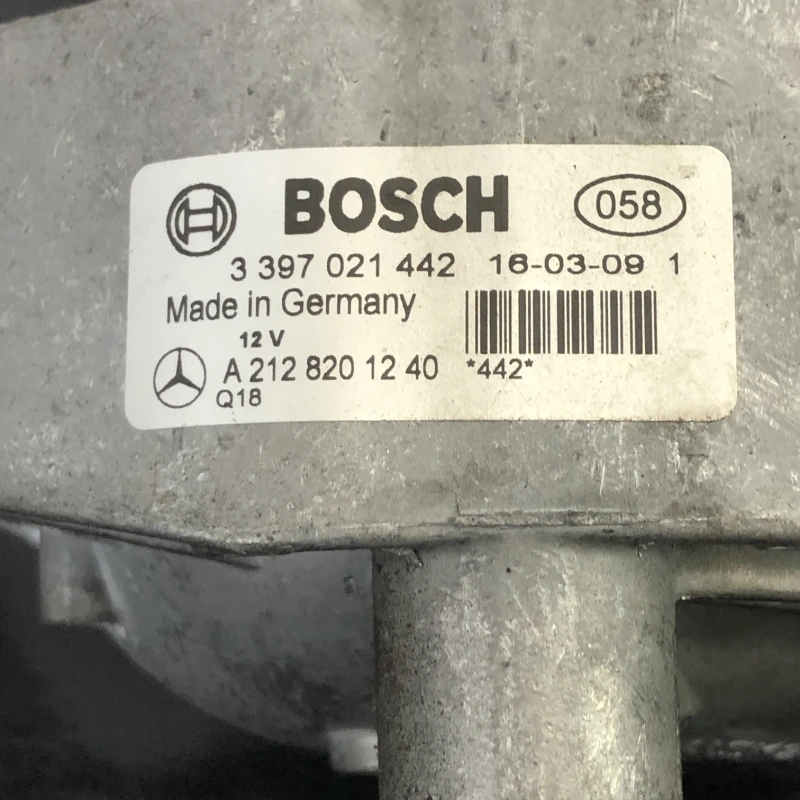 BOSCH 058
3 397 021 442 16-03-09 1
Made in Germany
12 V
A 212 820 12 40 *442*
Q18